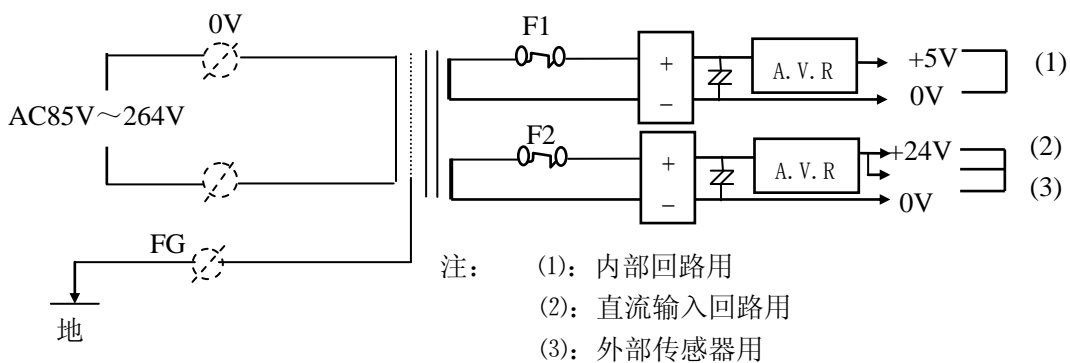 0V
F1
+
−
A.V.R
+5V
(1)
0V
AC85V～264V
F2
+
−
A.V.R
+24V
(2)
(3)
0V
FG
地
注： ⑴：内部回路用
⑵：直流输入回路用
⑶：外部传感器用